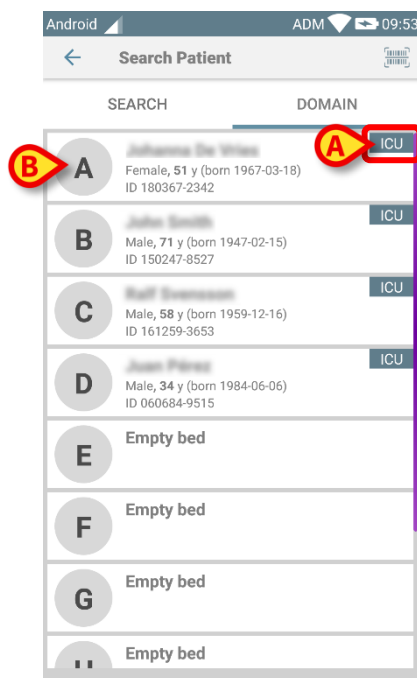 Android ADM 09:53
Search Patient
SEARCH DOMAIN
A ICU
B A
Female, 51 y (born 1967-03-18)
ID 180367-2342
ICU
B
Male, 71 y (born 1947-02-15)
ID 150247-8527
ICU
C
Male, 58 y (born 1959-12-16)
ID 161259-3653
ICU
D
Male, 34 y (born 1984-06-06)
ID 060684-9515
Empty bed
E
Empty bed
F
Empty bed
G
Empty bed